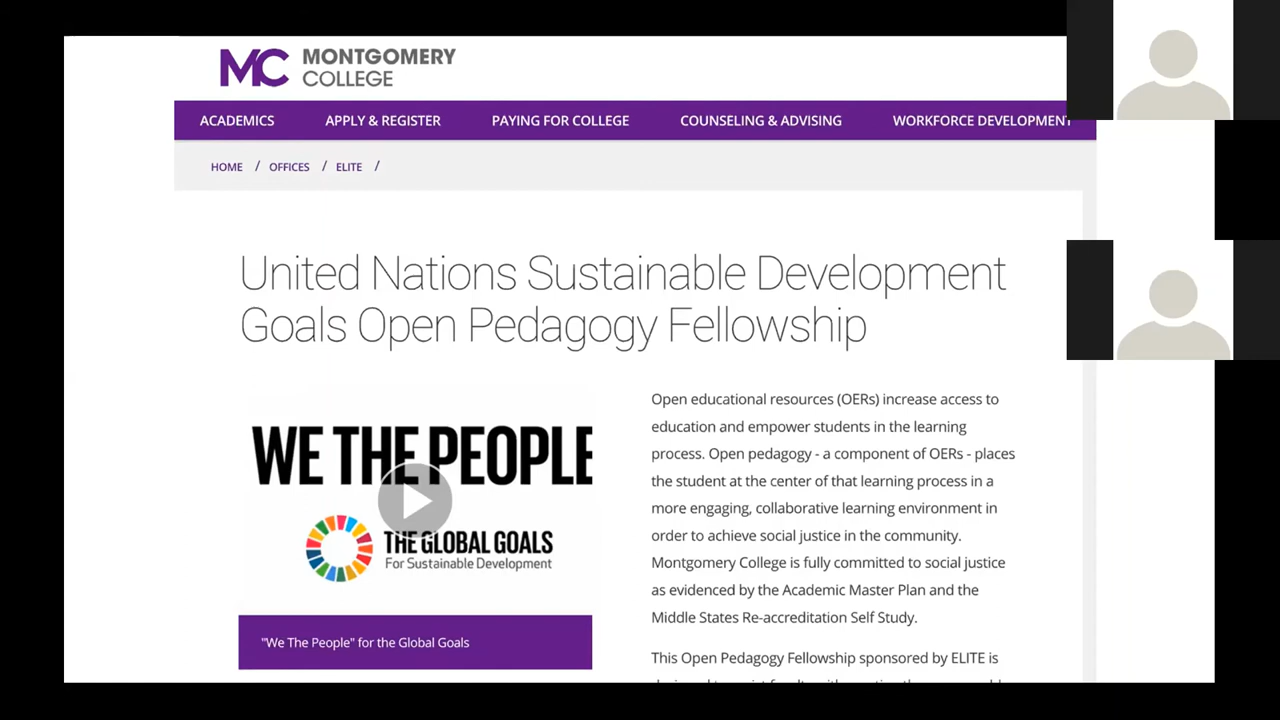 MC MONTGOMERY
COLLEGE
ACADEMICS APPLY & REGISTER PAYING FOR COLLEGE COUNSELING & ADVISING WORKFORCE DEVELOPMENT
HOME / OFFICES / ELITE /
United Nations Sustainable Development
Goals Open Pedagogy Fellowship
WE THE PEOPLE
THE GLOBAL GOALS
For Sustainable Development
"We The People" for the Global Goals
Open educational resources (OERs) increase access to
education and empower students in the learning
process. Open pedagogy - a component of OERs - places
the student at the center of that learning process in a
more engaging, collaborative learning environment in
order to achieve social justice in the community.
Montgomery College is fully committed to social justice
as evidenced by the Academic Master Plan and the
Middle States Re-accreditation Self Study.
This Open Pedagogy Fellowship sponsored by ELITE is